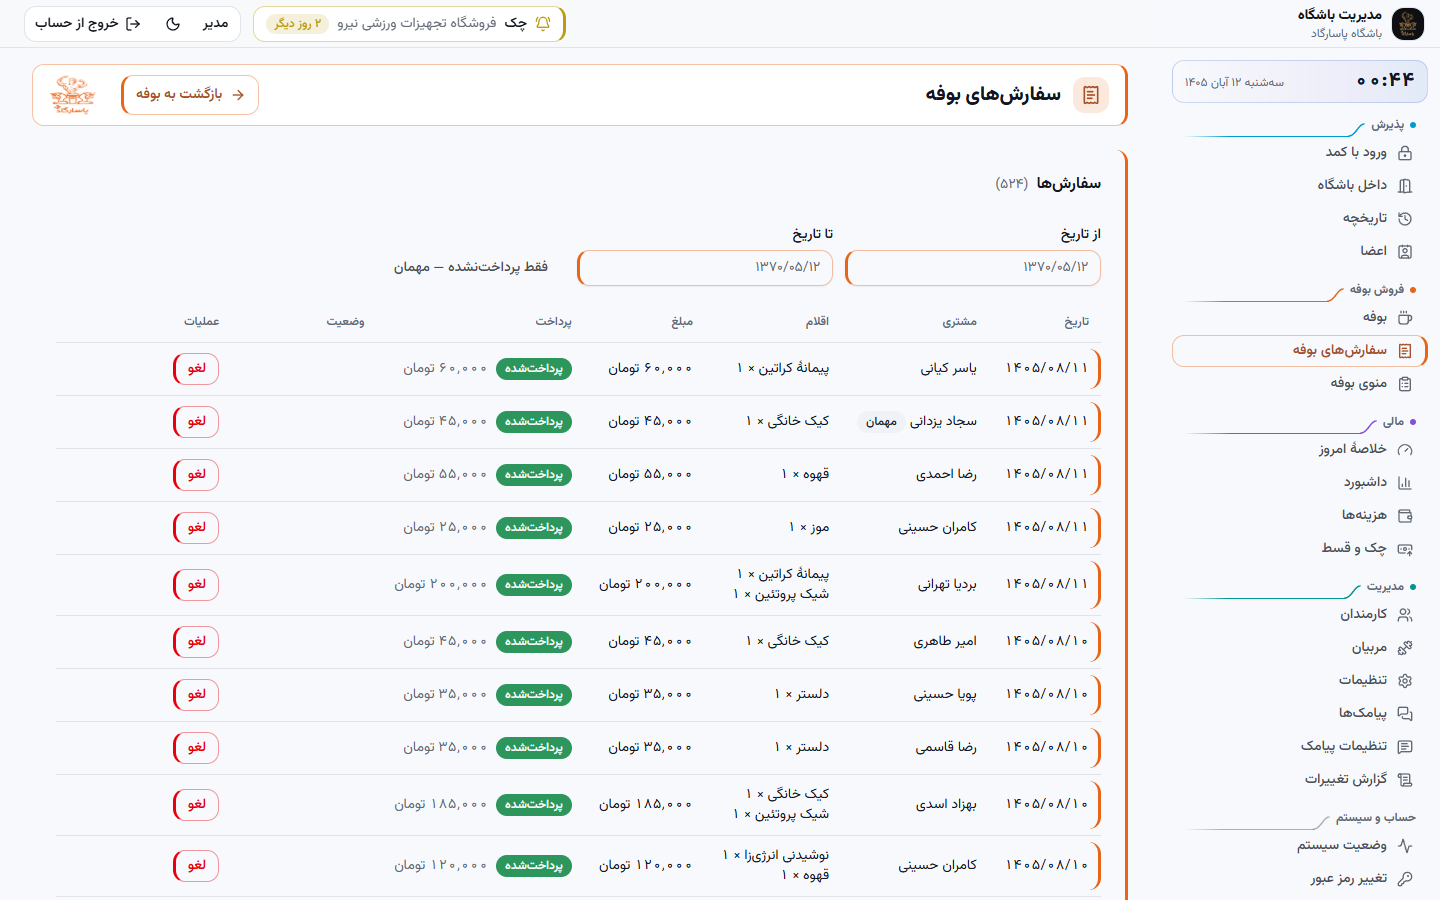 مدیریت باشگاه
باشگاه پاسارگاد
چک فروشگاه تجهیزات ورزشی نیرو ۲ روز دیگر
مدیر
خروج از حساب
۰۰:۴۴
سه‌شنبه ۱۲ آبان ۱۴۰۵
پذیرش
ورود با کمد
داخل باشگاه
تاریخچه
اعضا
فروش بوفه
بوفه
سفارش‌های بوفه
منوی بوفه
مالی
خلاصهٔ امروز
داشبورد
هزینه‌ها
چک و قسط
مدیریت
کارمندان
مربیان
تنظیمات
پیامک‌ها
تنظیمات پیامک
گزارش تغییرات
حساب و سیستم
وضعیت سیستم
تغییر رمز عبور
سفارش‌های بوفه
بازگشت به بوفه
پاسارگاد
سفارش‌ها (۵۲۴)
از تاریخ
۱۳۷۰/۰۵/۱۲
تا تاریخ
۱۳۷۰/۰۵/۱۲
فقط پرداخت‌نشده — مهمان
تاریخ مشتری اقلام مبلغ پرداخت وضعیت عملیات
۱۴۰۵/۰۸/۱۱ یاسر کیانی پیمانهٔ کراتین × ۱ ۶۰,۰۰۰ تومان پرداخت‌شده ۶۰,۰۰۰ تومان لغو
۱۴۰۵/۰۸/۱۱ سجاد یزدانی مهمان کیک خانگی × ۱ ۴۵,۰۰۰ تومان پرداخت‌شده ۴۵,۰۰۰ تومان لغو
۱۴۰۵/۰۸/۱۱ رضا احمدی قهوه × ۱ ۵۵,۰۰۰ تومان پرداخت‌شده ۵۵,۰۰۰ تومان لغو
۱۴۰۵/۰۸/۱۱ کامران حسینی موز × ۱ ۲۵,۰۰۰ تومان پرداخت‌شده ۲۵,۰۰۰ تومان لغو
۱۴۰۵/۰۸/۱۱ بردیا تهرانی پیمانهٔ کراتین × ۱
شیک پروتئین × ۱ ۲۰۰,۰۰۰ تومان پرداخت‌شده ۲۰۰,۰۰۰ تومان لغو
۱۴۰۵/۰۸/۱۰ امیر طاهری کیک خانگی × ۱ ۴۵,۰۰۰ تومان پرداخت‌شده ۴۵,۰۰۰ تومان لغو
۱۴۰۵/۰۸/۱۰ پویا حسینی دلستر × ۱ ۳۵,۰۰۰ تومان پرداخت‌شده ۳۵,۰۰۰ تومان لغو
۱۴۰۵/۰۸/۱۰ رضا قاسمی دلستر × ۱ ۳۵,۰۰۰ تومان پرداخت‌شده ۳۵,۰۰۰ تومان لغو
۱۴۰۵/۰۸/۱۰ بهزاد اسدی کیک خانگی × ۱
شیک پروتئین × ۱ ۱۸۵,۰۰۰ تومان پرداخت‌شده ۱۸۵,۰۰۰ تومان لغو
۱۴۰۵/۰۸/۱۰ کامران حسینی نوشیدنی انرژی‌زا × ۱
قهوه × ۱ ۱۲۰,۰۰۰ تومان پرداخت‌شده ۱۲۰,۰۰۰ تومان لغو